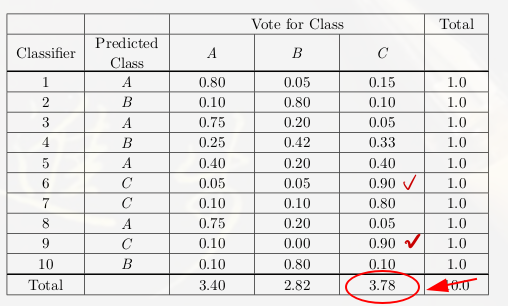 Vote for Class Total
Classifier Predicted Class A B C
1 A 0.80 0.05 0.15 1.0
2 B 0.10 0.80 0.10 1.0
3 A 0.75 0.20 0.05 1.0
4 B 0.25 0.42 0.33 1.0
5 A 0.40 0.20 0.40 1.0
6 C 0.05 0.05 0.90 1.0
7 C 0.10 0.10 0.80 1.0
8 A 0.75 0.20 0.05 1.0
9 C 0.10 0.00 0.90 1.0
10 B 0.10 0.80 0.10 1.0
Total 3.40 2.82 3.78